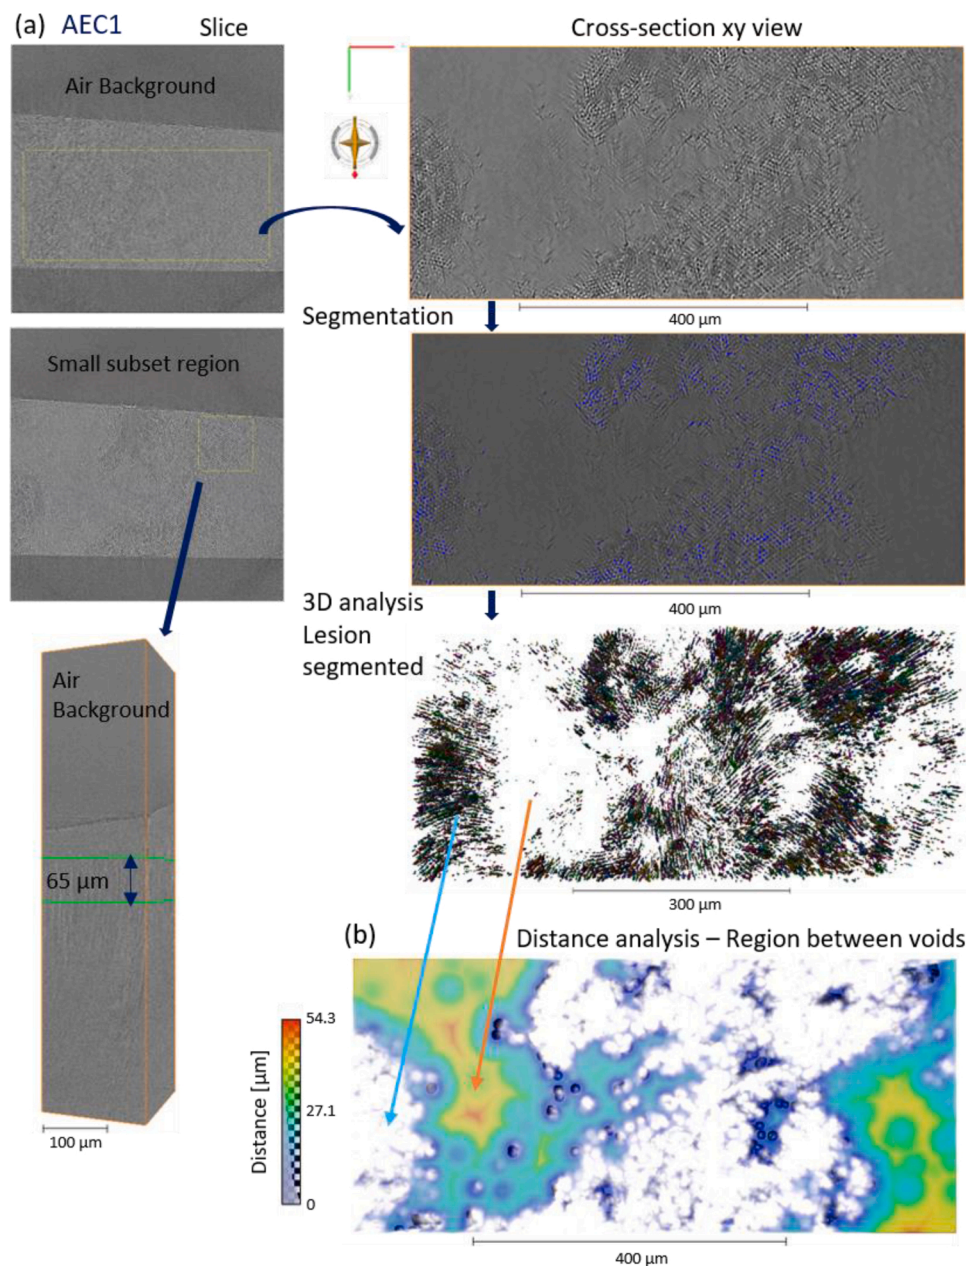 (a) AEC1
Slice
Cross-section xy view
Air Background
400 µm
Segmentation
Small subset region
400 µm
3D analysis
Lesion
segmented
Air
Background
65 µm
300 µm
100 µm
(b)
Distance analysis – Region between voids
Distance [µm]
54.3
27.1
0
400 µm